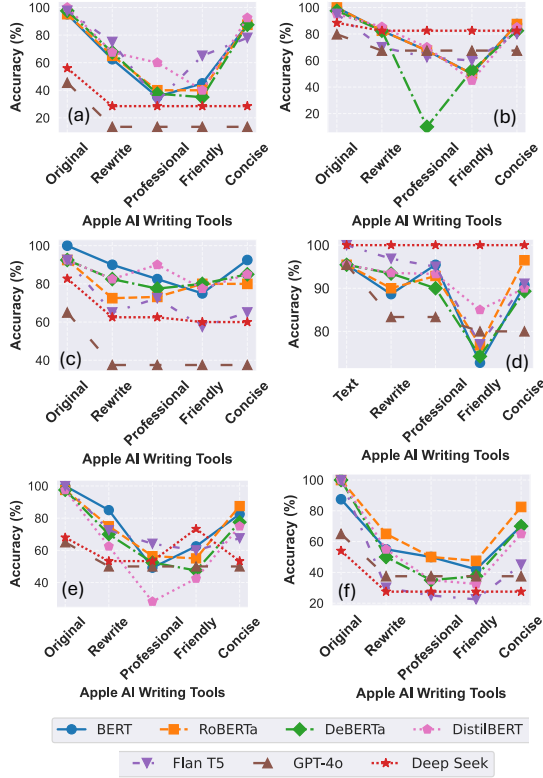 100
80
60
40
20
Accuracy (%)
(a)
Original
Rewrite
Professional
Friendly
Concise
Apple AI Writing Tools
100
80
60
40
20
Accuracy (%)
(b)
Original
Rewrite
Professional
Friendly
Concise
Apple AI Writing Tools
100
80
60
40
Accuracy (%)
(c)
Original
Rewrite
Professional
Friendly
Concise
Apple AI Writing Tools
100
90
80
Accuracy (%)
(d)
Text
Rewrite
Professional
Friendly
Concise
Apple AI Writing Tools
100
80
60
40
Accuracy (%)
(e)
Original
Rewrite
Professional
Friendly
Concise
Apple AI Writing Tools
100
80
60
40
20
Accuracy (%)
(f)
Original
Rewrite
Professional
Friendly
Concise
Apple AI Writing Tools
BERT RoBERTa DeBERTa DistilBERT
Flan T5 GPT-4o Deep Seek